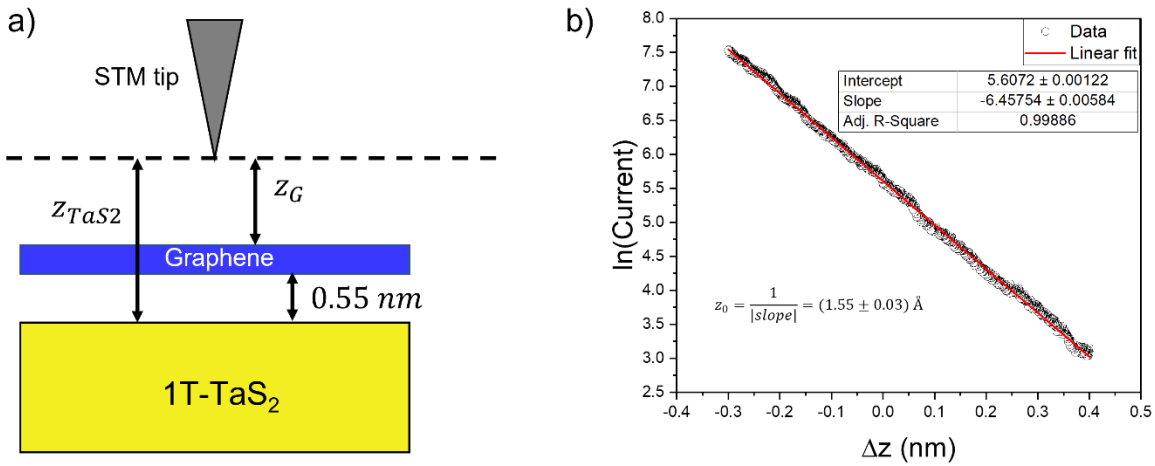 a)
STM tip
z_TaS2
z_G
Graphene
0.55 nm
1T-TaS₂
b)
ln(Current)
8.0
7.5
7.0
6.5
6.0
5.5
5.0
4.5
4.0
3.5
3.0
2.5
Data
Linear fit
Intercept 5.6072 ± 0.00122
Slope -6.45754 ± 0.00584
Adj. R-Square 0.99886
z₀ = 1/|slope| = (1.55 ± 0.03) Å
-0.4 -0.3 -0.2 -0.1 0.0 0.1 0.2 0.3 0.4 0.5
Δz (nm)